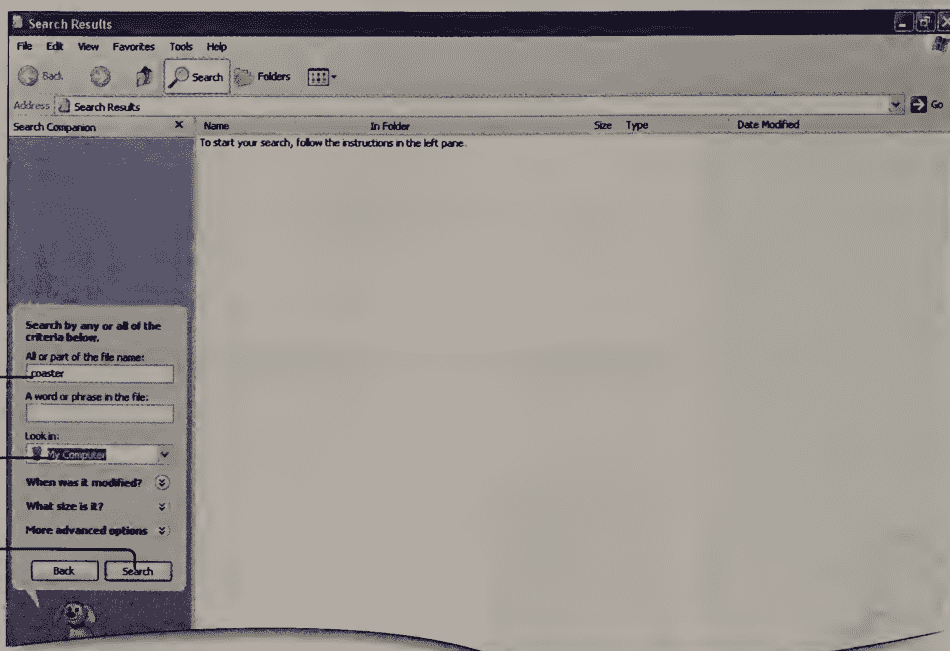 Search Results
File Edit View Favorites Tools Help
Back Search Folders
Address Search Results Go
Search Companion Name In Folder Size Type Date Modified
To start your search, follow the instructions in the left pane.
Search by any or all of the
criteria below.
All or part of the file name:
A word or phrase in the file:
Look in:
My Computer
When was it modified?
What size is it?
More advanced options
Back Search